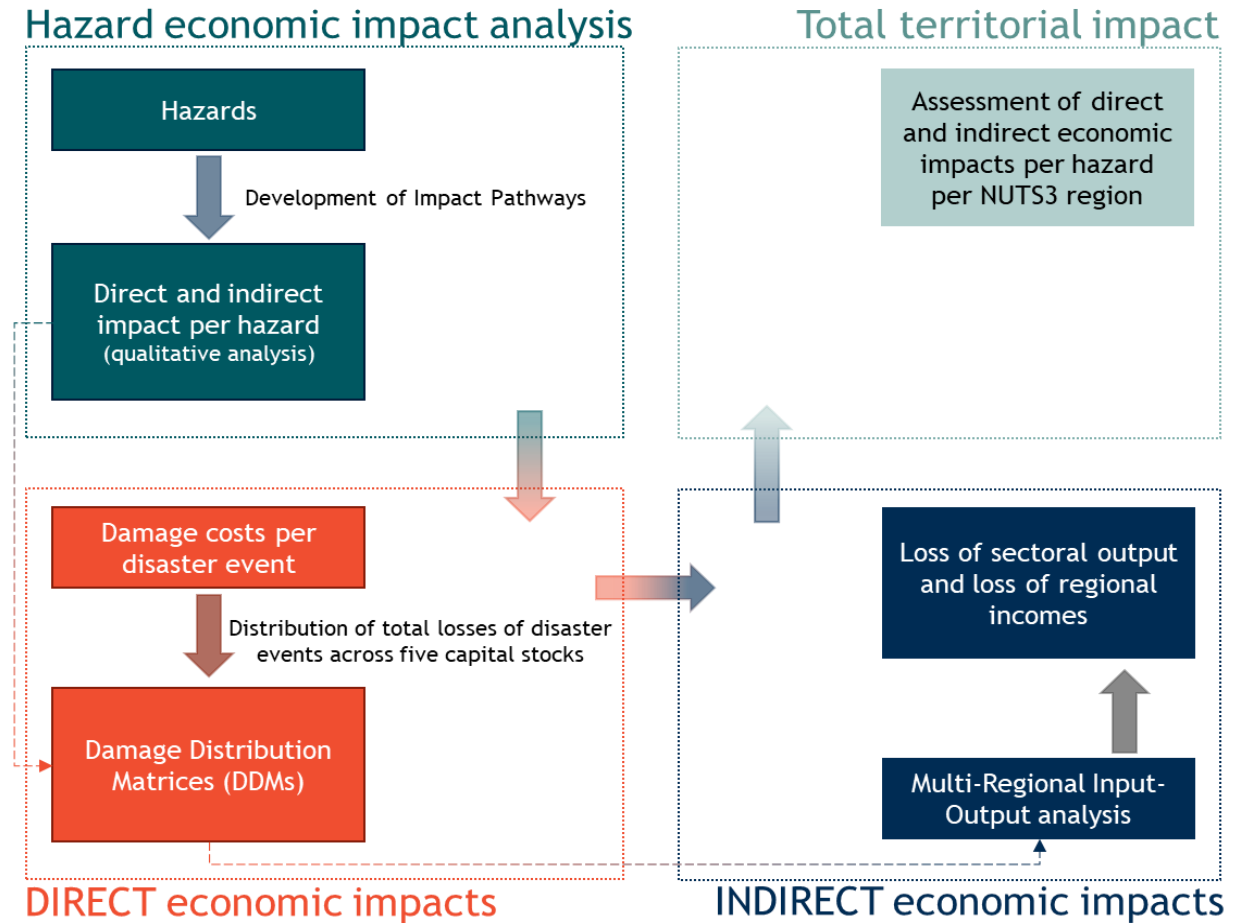 Hazard economic impact analysis
Hazards
Development of Impact Pathways
Direct and indirect
impact per hazard
(qualitative analysis)
Total territorial impact
Assessment of direct
and indirect economic
impacts per hazard
per NUTS3 region
Damage costs per
disaster event
Distribution of total losses of disaster
events across five capital stocks
Damage Distribution
Matrices (DDMs)
DIRECT economic impacts
Loss of sectoral output
and loss of regional
incomes
Multi-Regional Input-
Output analysis
INDIRECT economic impacts